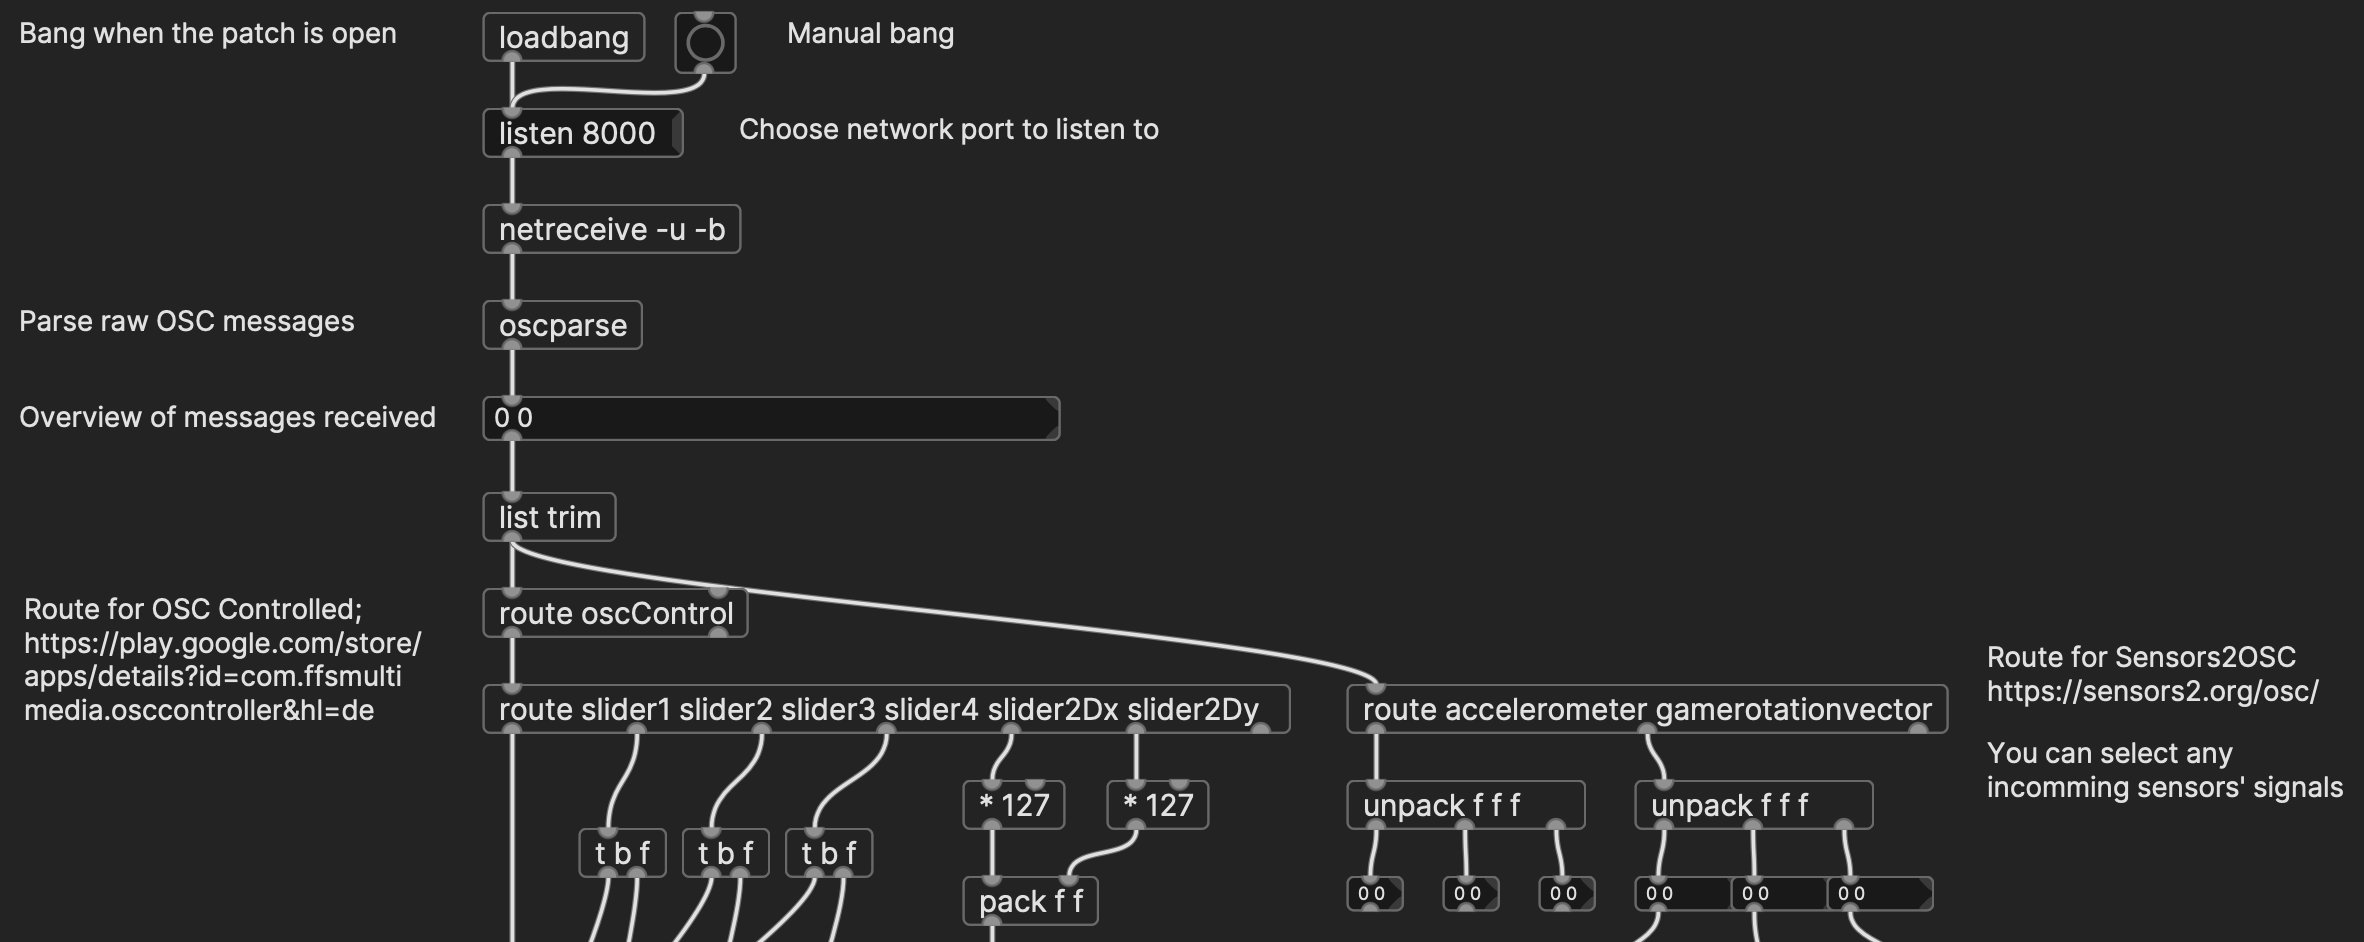 Bang when the patch is open
loadbang
Manual bang
listen 8000
Choose network port to listen to
netreceive -u -b
Parse raw OSC messages
oscparse
Overview of messages received
0 0
list trim
Route for OSC Controlled;
https://play.google.com/store/
apps/details?id=com.ffsmulti
media.osccontroller&hl=de
route oscControl
route slider1 slider2 slider3 slider4 slider2Dx slider2Dy
route accelerometer gamerotationvector
Route for Sensors2OSC
https://sensors2.org/osc/
You can select any
incomming sensors' signals
* 127
* 127
unpack f f f
unpack f f f
t b f
t b f
t b f
pack f f
0 0
0 0
0 0
0 0
0 0
0 0